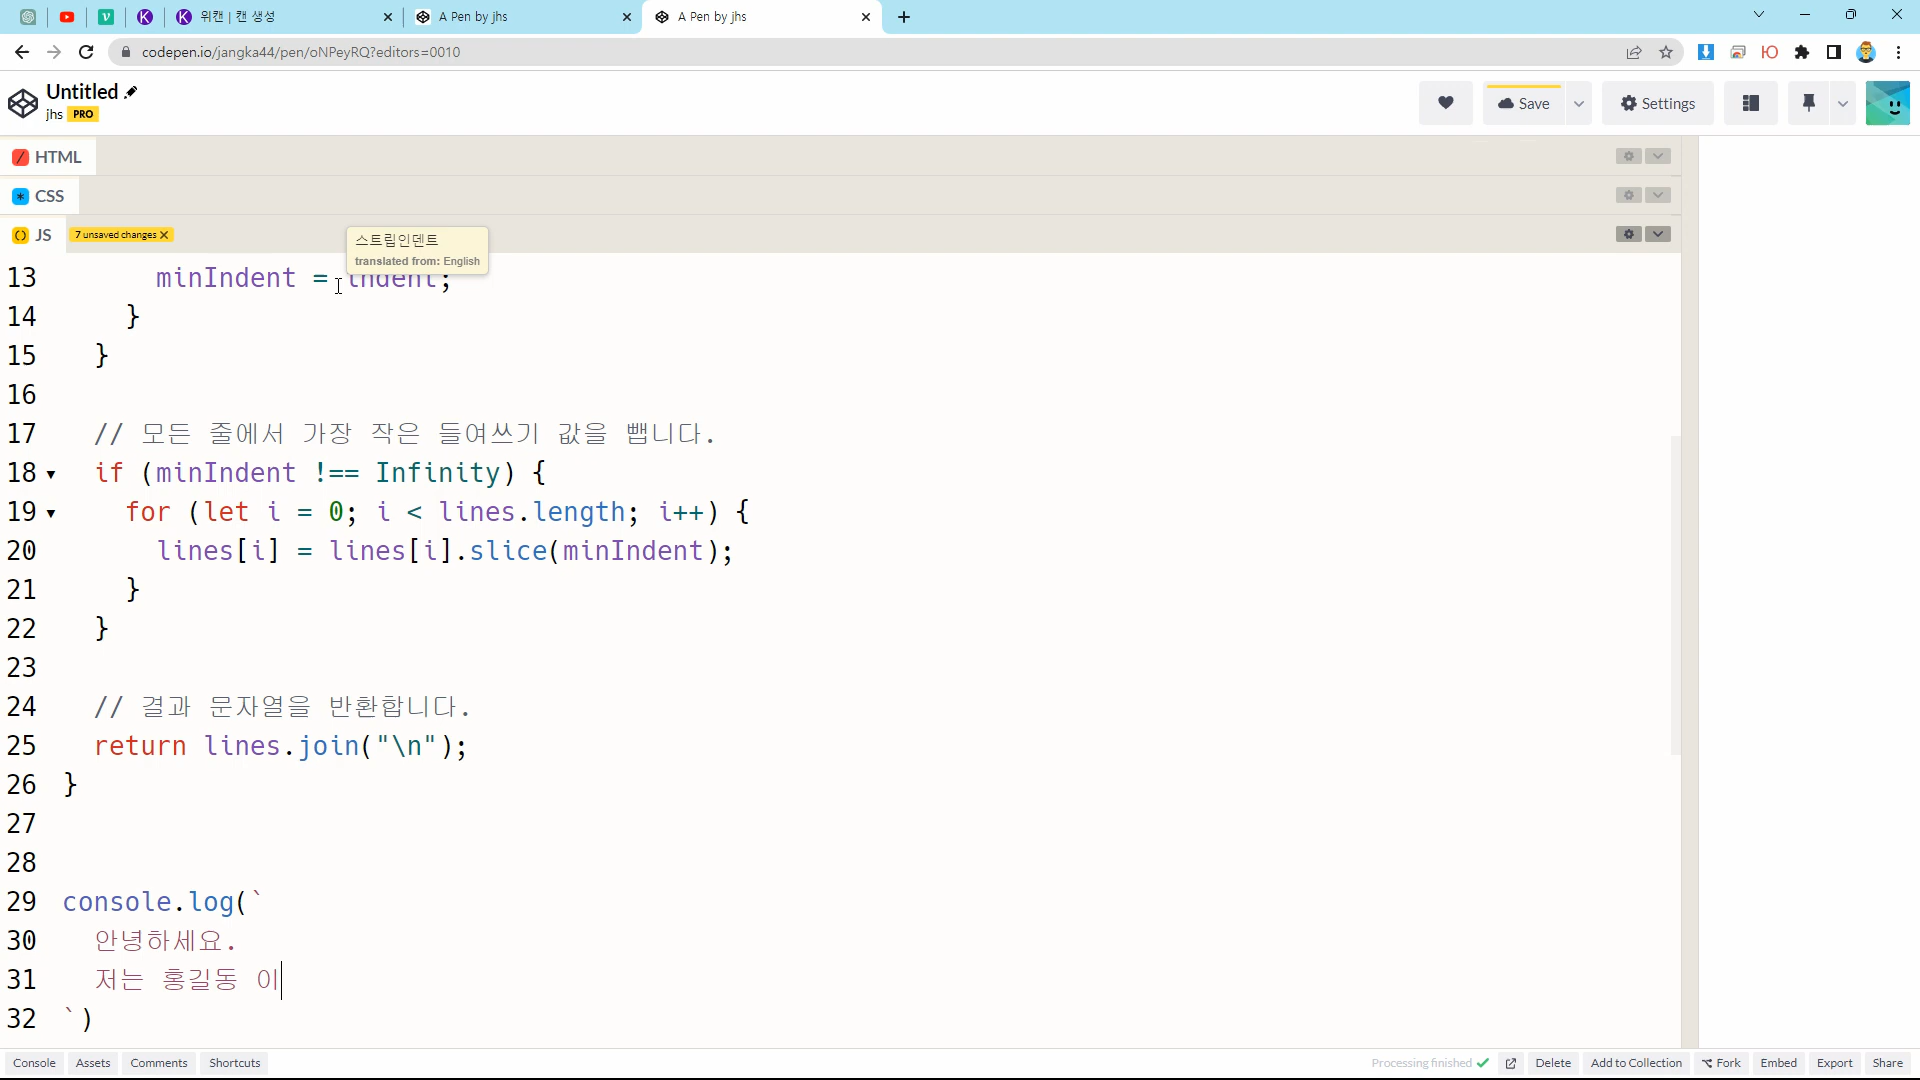 위캔 | 캔 생성
A Pen by jhs
A Pen by jhs
codepen.io/jangka44/pen/oNPeyRQ?editors=0010
Untitled
jhs PRO
Save
Settings
HTML
CSS
JS
7 unsaved changes ×
스트립인덴트
translated from: English
13 minIndent = indent;
14 }
15 }
16
17 // 모든 줄에서 가장 작은 들여쓰기 값을 뺍니다.
18 if (minIndent !== Infinity) {
19 for (let i = 0; i < lines.length; i++) {
20 lines[i] = lines[i].slice(minIndent);
21 }
22 }
23
24 // 결과 문자열을 반환합니다.
25 return lines.join("\n");
26 }
27
28
29 console.log(`
30 안녕하세요.
31 저는 홍길동 이
32 `)
Console Assets Comments Shortcuts
Processing finished Delete Add to Collection Fork Embed Export Share